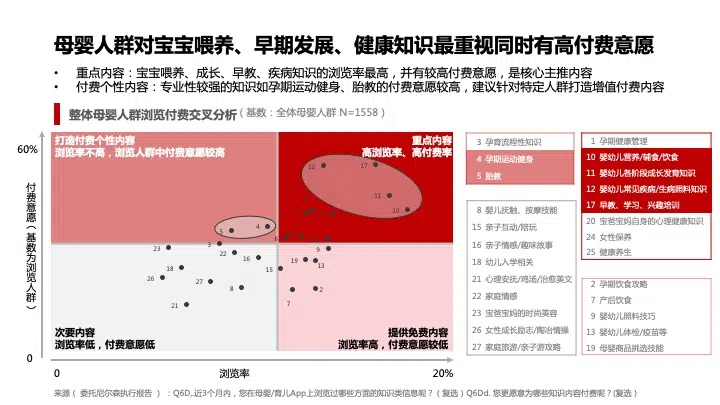 母婴人群对宝宝喂养、早期发展、健康知识最重视同时有高付费意愿
• 重点内容：宝宝喂养、成长、早教、疾病知识的浏览率最高，并有较高付费意愿，是核心主推内容
• 付费个性内容：专业性较强的知识如孕期运动健身、胎教的付费意愿较高，建议针对特定人群打造增值付费内容
整体母婴人群浏览付费交叉分析（基数：全体母婴人群 N=1558）
打造付费个性内容
浏览率不高，浏览人群中付费意愿较高
重点内容
高浏览率、高付费率
60%
付费意愿（基数为浏览人群）
0
22
17
11
10
5
4
3
6
23
22
16
9
19
13
18
15
26
27
8
2
21
7
次要内容
浏览率低，付费意愿低
提供免费内容
浏览率高，付费意愿较低
0
浏览率
20%
3 孕育流程性知识
4 孕期运动健身
5 胎教
8 婴儿抚触、按摩技能
15 亲子互动/陪玩
16 亲子情感/趣味故事
18 幼儿入学相关
21 心理安抚/鸡汤/治愈美文
22 家庭情感
23 宝爸宝妈的时尚美容
26 女性成长励志/陶冶情操
27 家庭旅游/亲子游攻略
1 孕期健康管理
10 婴幼儿营养/辅食/饮食
11 婴幼儿各阶段成长发育知识
12 婴幼儿常见疾病/生病照料知识
17 早教、学习、兴趣培训
20 宝爸宝妈自身的心理健康知识
24 女性保养
25 健康养生
2 孕期饮食攻略
7 产后饮食
9 婴幼儿照料技巧
13 婴幼儿体检/疫苗等
19 母婴商品挑选技能
来源（ 委托尼尔森执行报告 ）：Q6D,.近3个月内，您在母婴/育儿App上浏览过哪些方面的知识类信息呢？（复选）Q6Dd. 您更愿意为哪些知识内容付费呢？(复选）